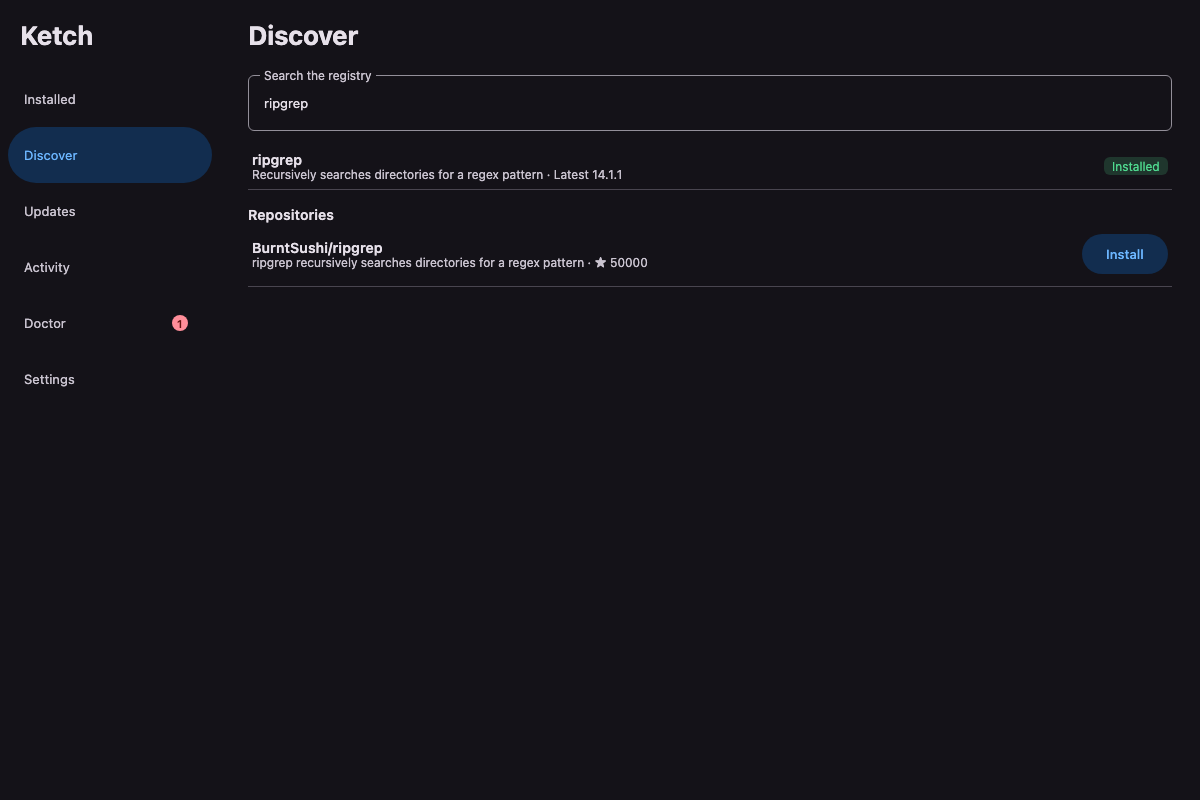 Ketch
Installed
Discover
Updates
Activity
Doctor 1
Settings
Discover
Search the registry
ripgrep
ripgrep
Recursively searches directories for a regex pattern · Latest 14.1.1
Installed
Repositories
BurntSushi/ripgrep
ripgrep recursively searches directories for a regex pattern · ★ 50000
Install